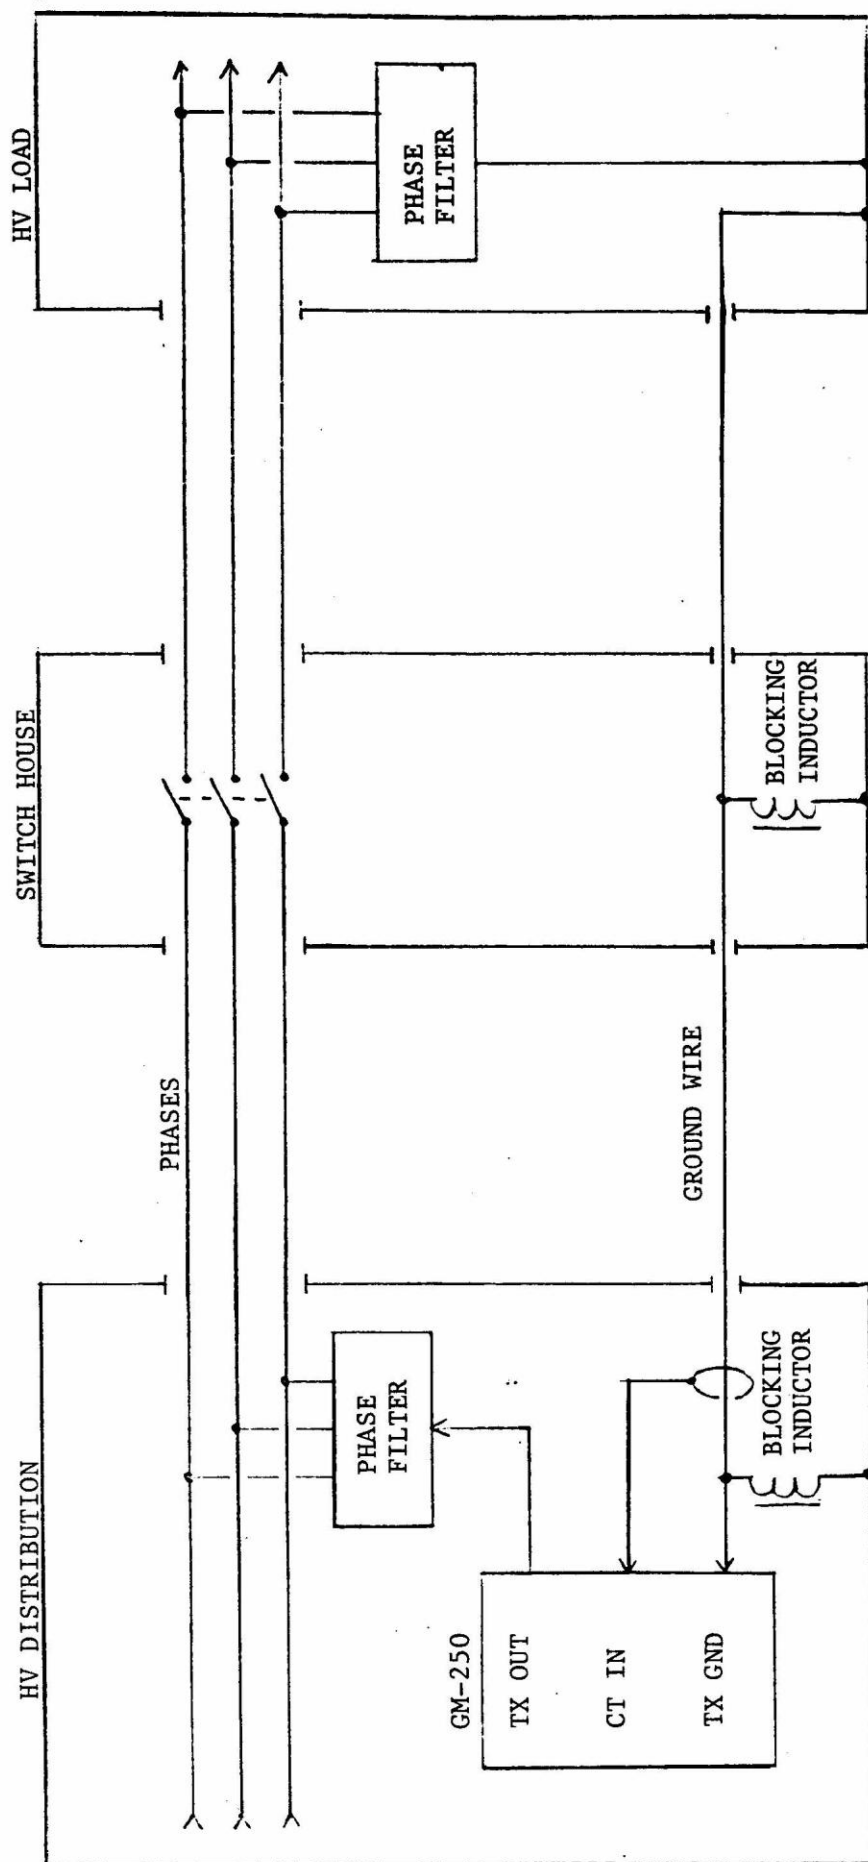 HV DISTRIBUTION
SWITCH HOUSE
HV LOAD
PHASES
PHASE
FILTER
PHASE
FILTER
GM-250
TX OUT
CT IN
TX GND
GROUND WIRE
BLOCKING
INDUCTOR
BLOCKING
INDUCTOR